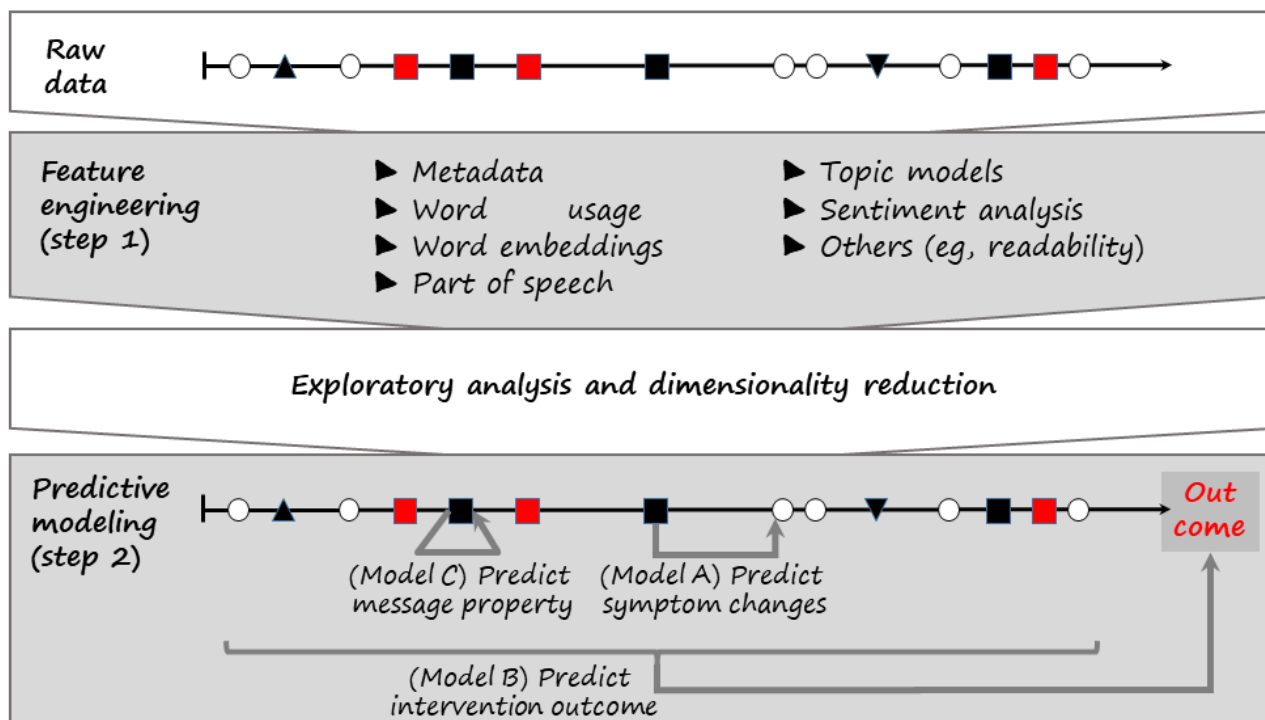 Raw
data
Feature
engineering
(step 1)
Metadata
Word usage
Word embeddings
Part of speech
Topic models
Sentiment analysis
Others (eg, readability)
Exploratory analysis and dimensionality reduction
Predictive
modeling
(step 2)
(Model C) Predict
message property
(Model A) Predict
symptom changes
(Model B) Predict
intervention outcome
Out
come